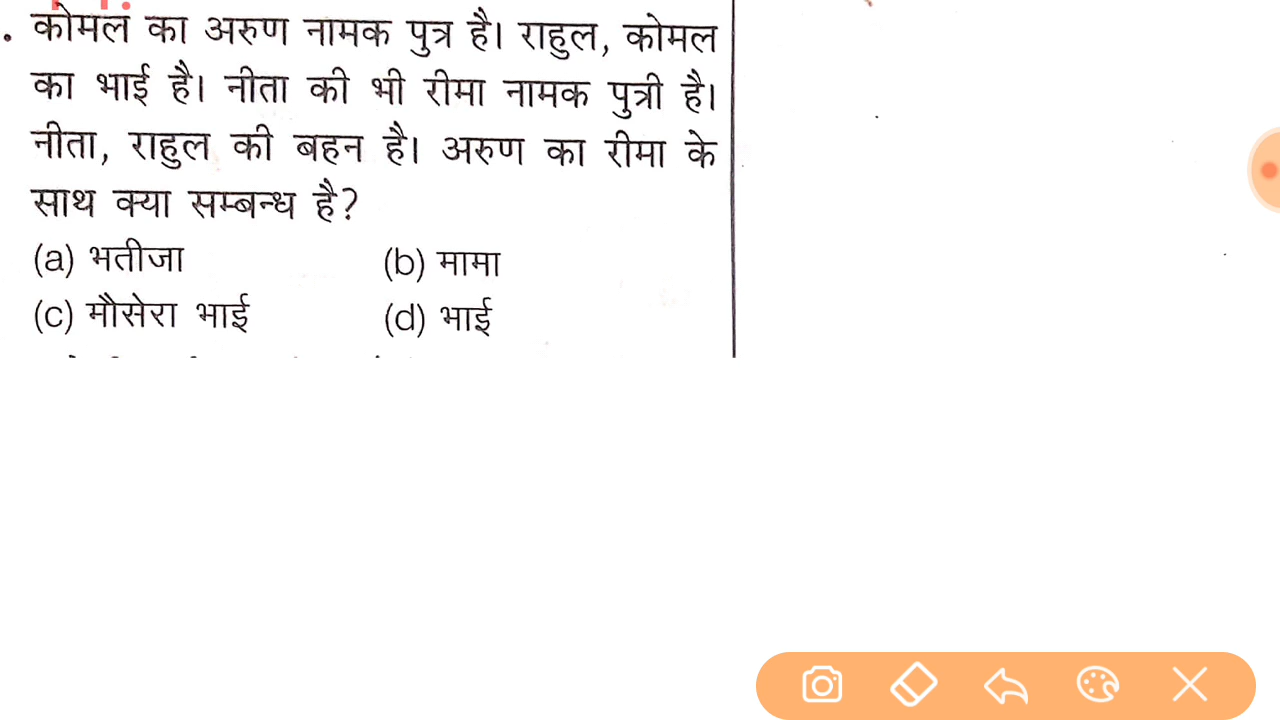 . कोमल का अरुण नामक पुत्र है। राहुल, कोमल
का भाई है। नीता की भी रीमा नामक पुत्री है।
नीता, राहुल की बहन है। अरुण का रीमा के
साथ क्या सम्बन्ध है?
(a) भतीजा (b) मामा
(c) मौसेरा भाई (d) भाई